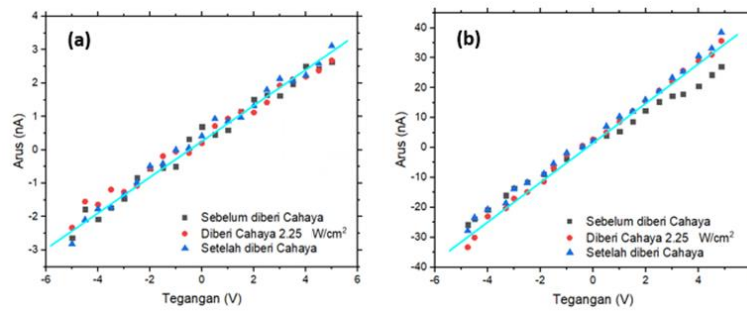 (a)
Arus (nA)
4
3
2
1
0
-1
-2
-3
-6
-4
-2
0
2
4
6
Tegangan (V)
Sebelum diberi Cahaya
Diberi Cahaya 2.25 W/cm²
Setelah diberi Cahaya
(b)
Arus (nA)
50
40
30
20
10
0
-10
-20
-30
-40
-6
-4
-2
0
2
4
6
Tegangan (V)
Sebelum diberi Cahaya
Diberi Cahaya 2.25 W/cm²
Setelah diberi Cahaya